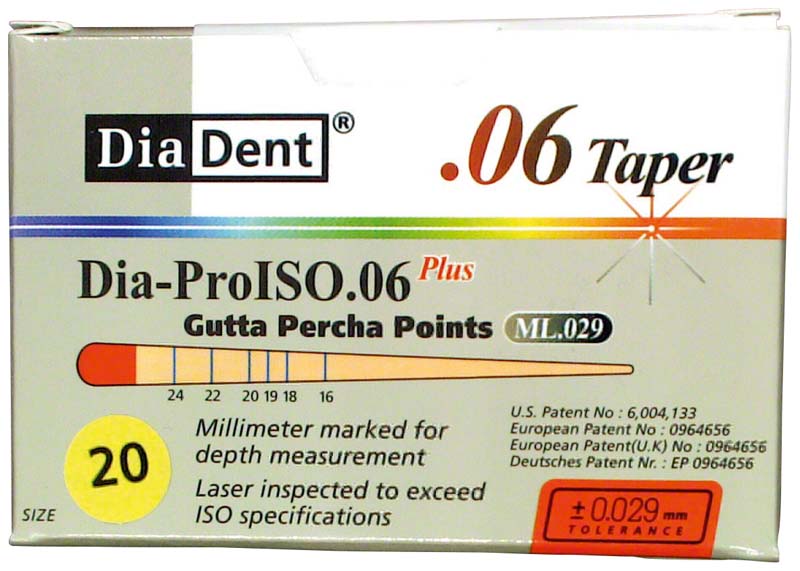 DiaDent®
.06 Taper
Dia-ProISO.06 Plus
Gutta Percha Points ML.029
24 22 20 19 18 16
20
SIZE
Millimeter marked for
depth measurement
Laser inspected to exceed
ISO specifications
U.S. Patent No : 6,004,133
European Patent No : 0964656
European Patent(U.K) No : 0964656
Deutsches Patent Nr. : EP 0964656
±0.029 mm
TOLERANCE